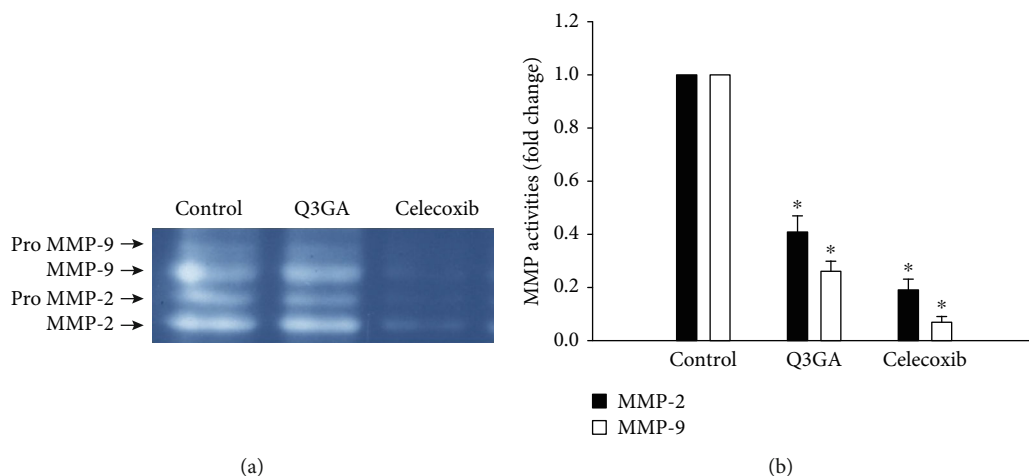 Control Q3GA Celecoxib
Pro MMP-9
MMP-9
Pro MMP-2
MMP-2
(a)
MMP activities (fold change)
1.2
1.0
0.8
0.6
0.4
0.2
0.0
* * * *
Control Q3GA Celecoxib
MMP-2
MMP-9
(b)